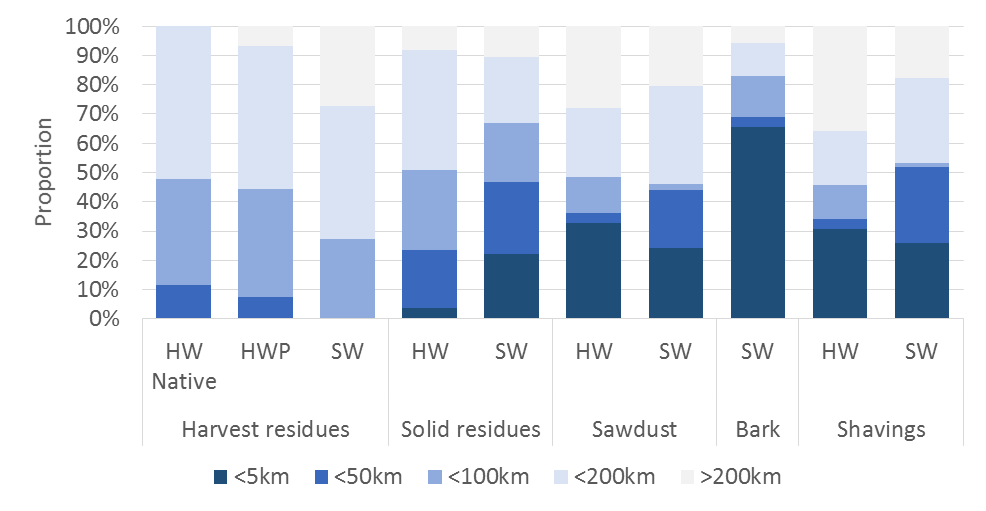 100%
90%
80%
70%
60%
50%
40%
30%
20%
10%
0%
Proportion
HW Native
HWP
SW
HW
SW
HW
SW
SW
HW
SW
Harvest residues
Solid residues
Sawdust
Bark
Shavings
<5km
<50km
<100km
<200km
>200km